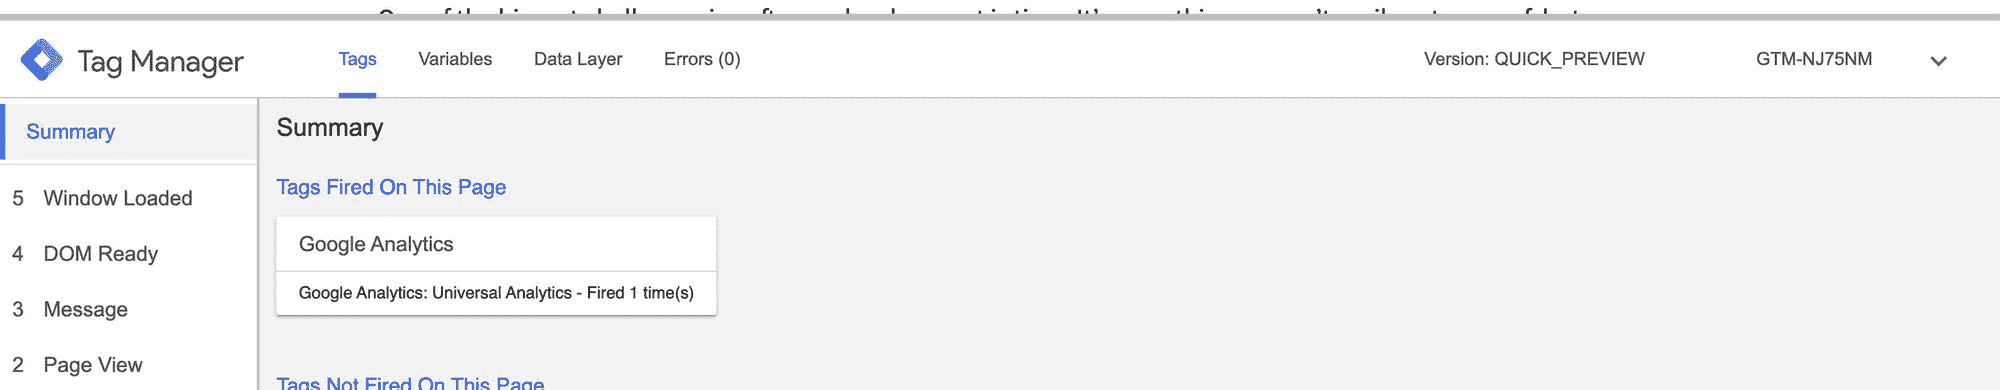 Tag Manager
Tags
Variables
Data Layer
Errors (0)
Version: QUICK_PREVIEW
GTM-NJ75NM
Summary
5 Window Loaded
4 DOM Ready
3 Message
2 Page View
Summary
Tags Fired On This Page
Google Analytics
Google Analytics: Universal Analytics - Fired 1 time(s)
Tags Not Fired On This Page